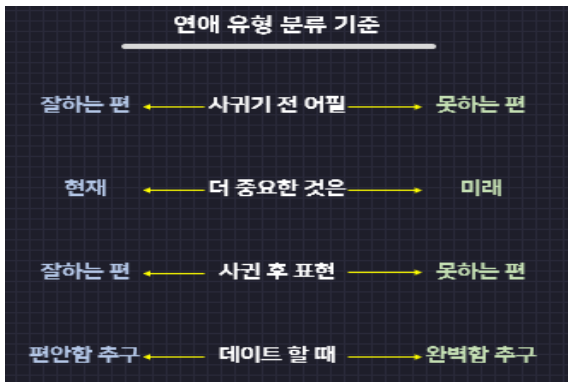 연애 유형 분류 기준
잘하는 편 사귀기 전 어필 못하는 편
현재 더 중요한 것은 미래
잘하는 편 사귄 후 표현 못하는 편
편안함 추구 데이트 할 때 완벽함 추구